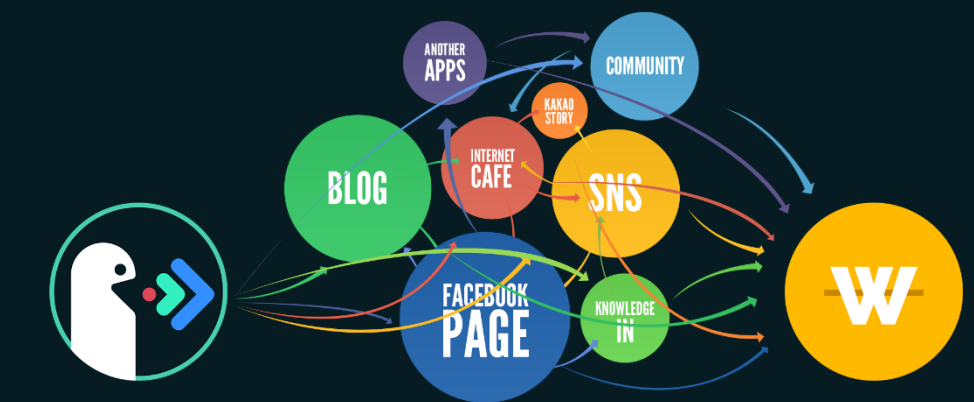 ANOTHER
APPS
COMMUNITY
KAKAO
STORY
BLOG
INTERNET
CAFE
SNS
FACEBOOK
PAGE
KNOWLEDGE
IN
W